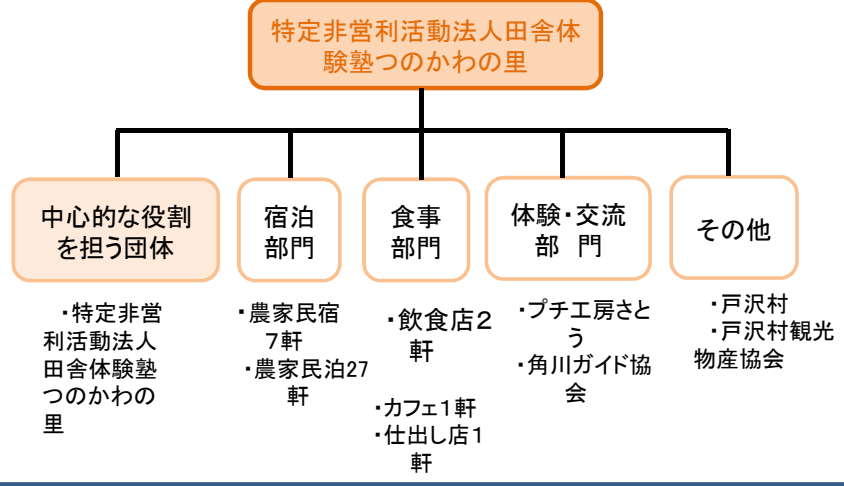 特定非営利活動法人田舎体
験塾つのかわの里
中心的な役割
を担う団体
・特定非営
利活動法人
田舎体験塾
つのかわの
里
宿泊
部門
・農家民宿
7軒
・農家民泊27
軒
食事
部門
・飲食店2
軒
・カフェ1軒
・仕出し店1
軒
体験・交流
部 門
・プチ工房さと
う
・角川ガイド協
会
その他
・戸沢村
・戸沢村観光
物産協会